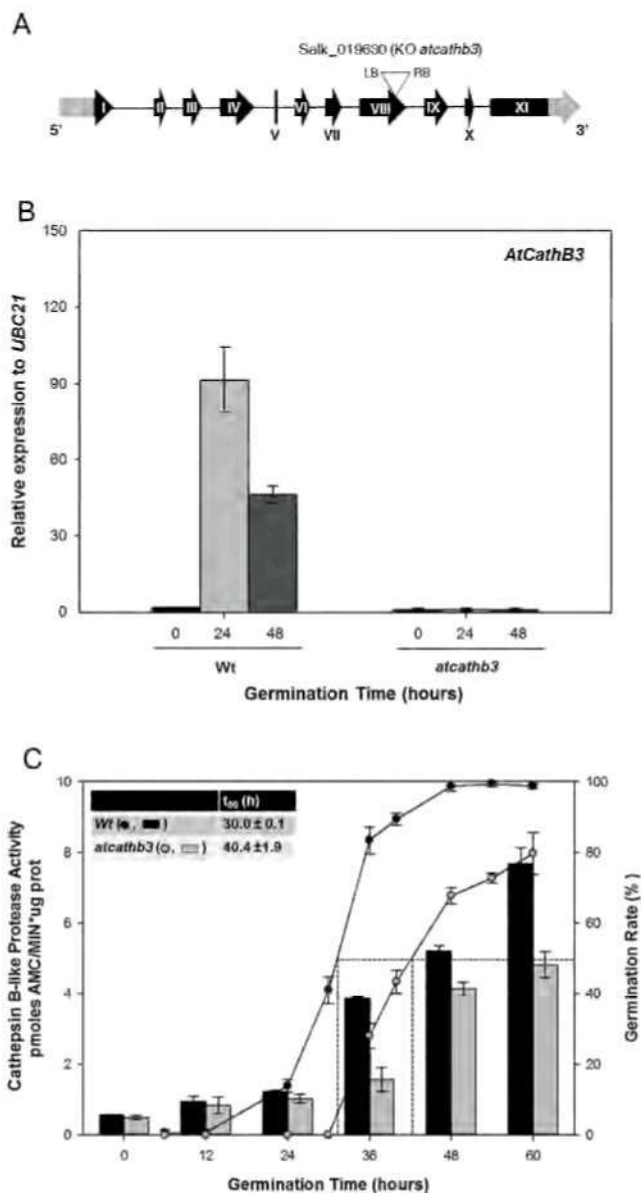 A
Salk_019630 (KO atcathb3)
LB RB
I II III IV VI VIII IX XI
5' V VII X 3'
B
150
120
90
60
30
0
AtCathB3
Relative expression to UBC21
0 24 48 0 24 48
Wt atcathb3
Germination Time (hours)
C
10
8
6
4
2
0
t50 (h)
Wt (●, ■) 30.0 ± 0.1
atcathb3 (○, □) 40.4 ±1.9
Cathepsin B-like Protease Activity
pmoles AMC/MIN*ug prot
100
80
60
40
20
0
Germination Rate (%)
0 12 24 36 48 60
Germination Time (hours)